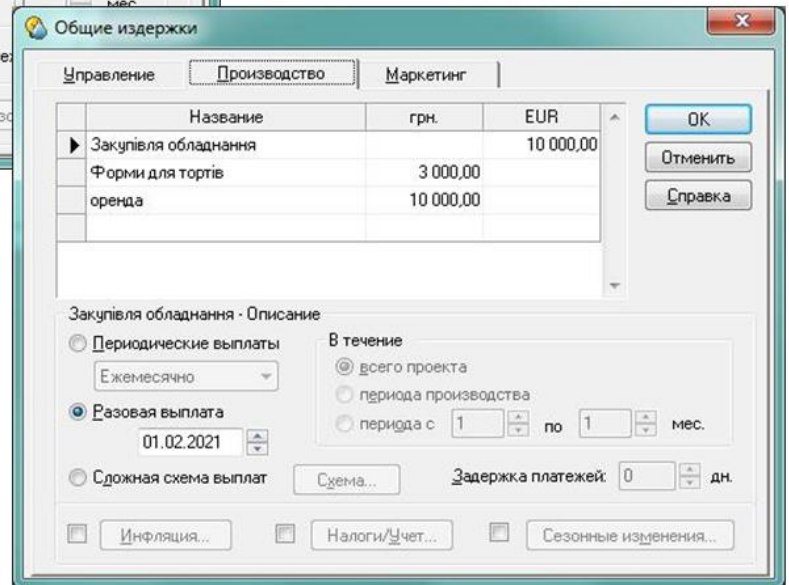 мес
Общие издержки
Управление Производство Маркетинг
Название грн. EUR
Закупівля обладнання 10 000,00
Форми для тортів 3 000,00
оренда 10 000,00
OK
Отменить
Справка
Закупівля обладнання - Описание
Периодические выплаты
Ежемесячно
Разовая выплата
01.02.2021
Сложная схема выплат Схема...
В течение
всего проекта
периода производства
периода с 1 по 1 мес.
Задержка платежей: 0 дн.
Инфляция... Налоги/Учет... Сезонные изменения...